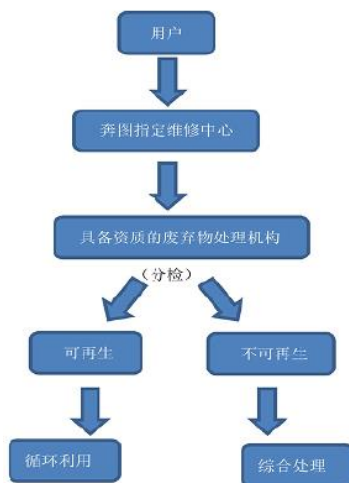 用户
奔图指定维修中心
具备资质的废弃物处理机构
（分检）
可再生
不可再生
循环利用
综合处理